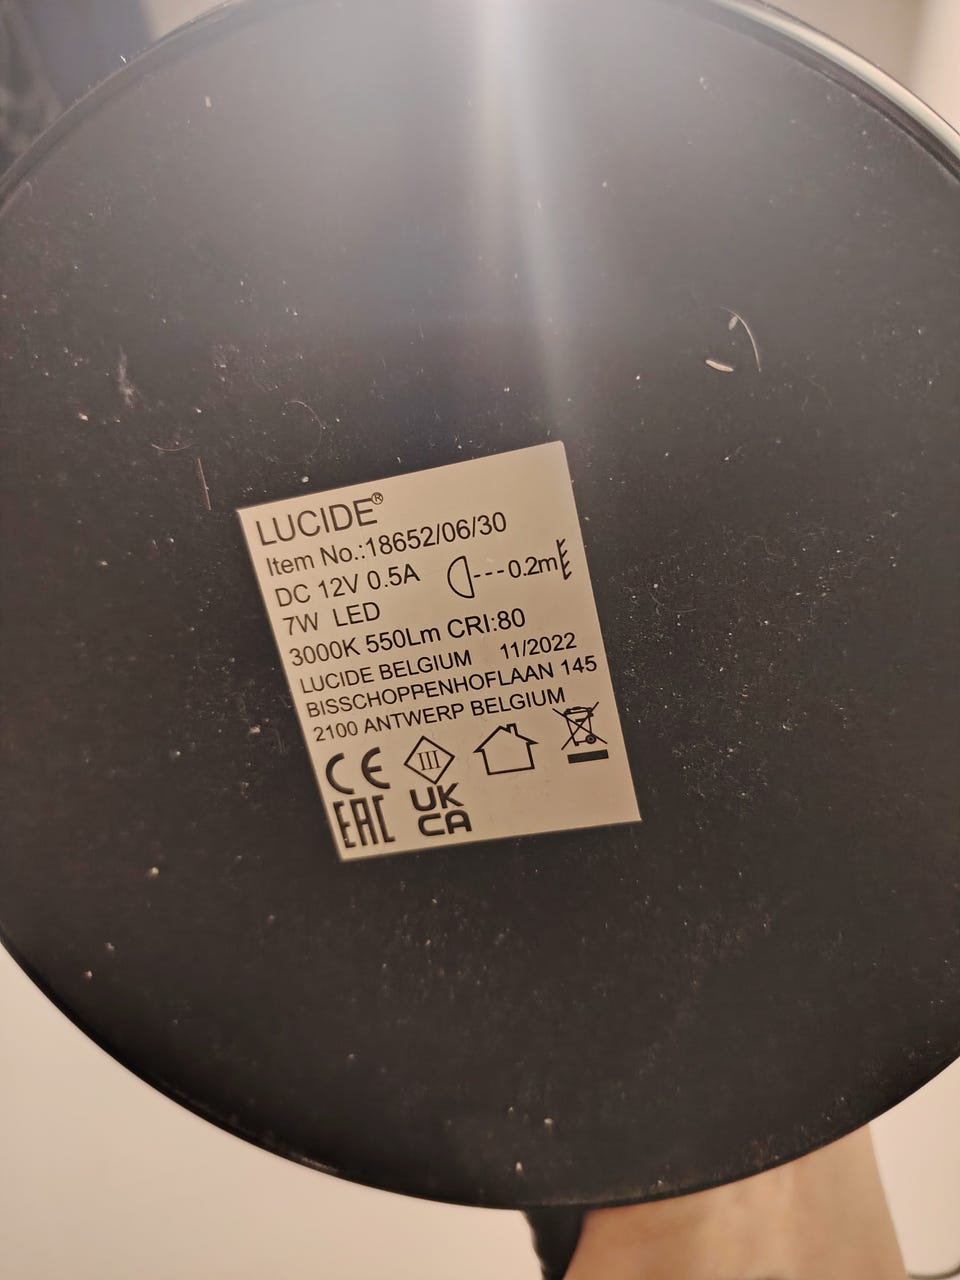 LUCIDE®
Item No.:18652/06/30
DC 12V 0.5A
0.2m
7W LED
3000K 550Lm CRI:80
LUCIDE BELGIUM 11/2022
BISSCHOPPENHOFLAAN 145
2100 ANTWERP BELGIUM
CE
III
EAC
UK
CA